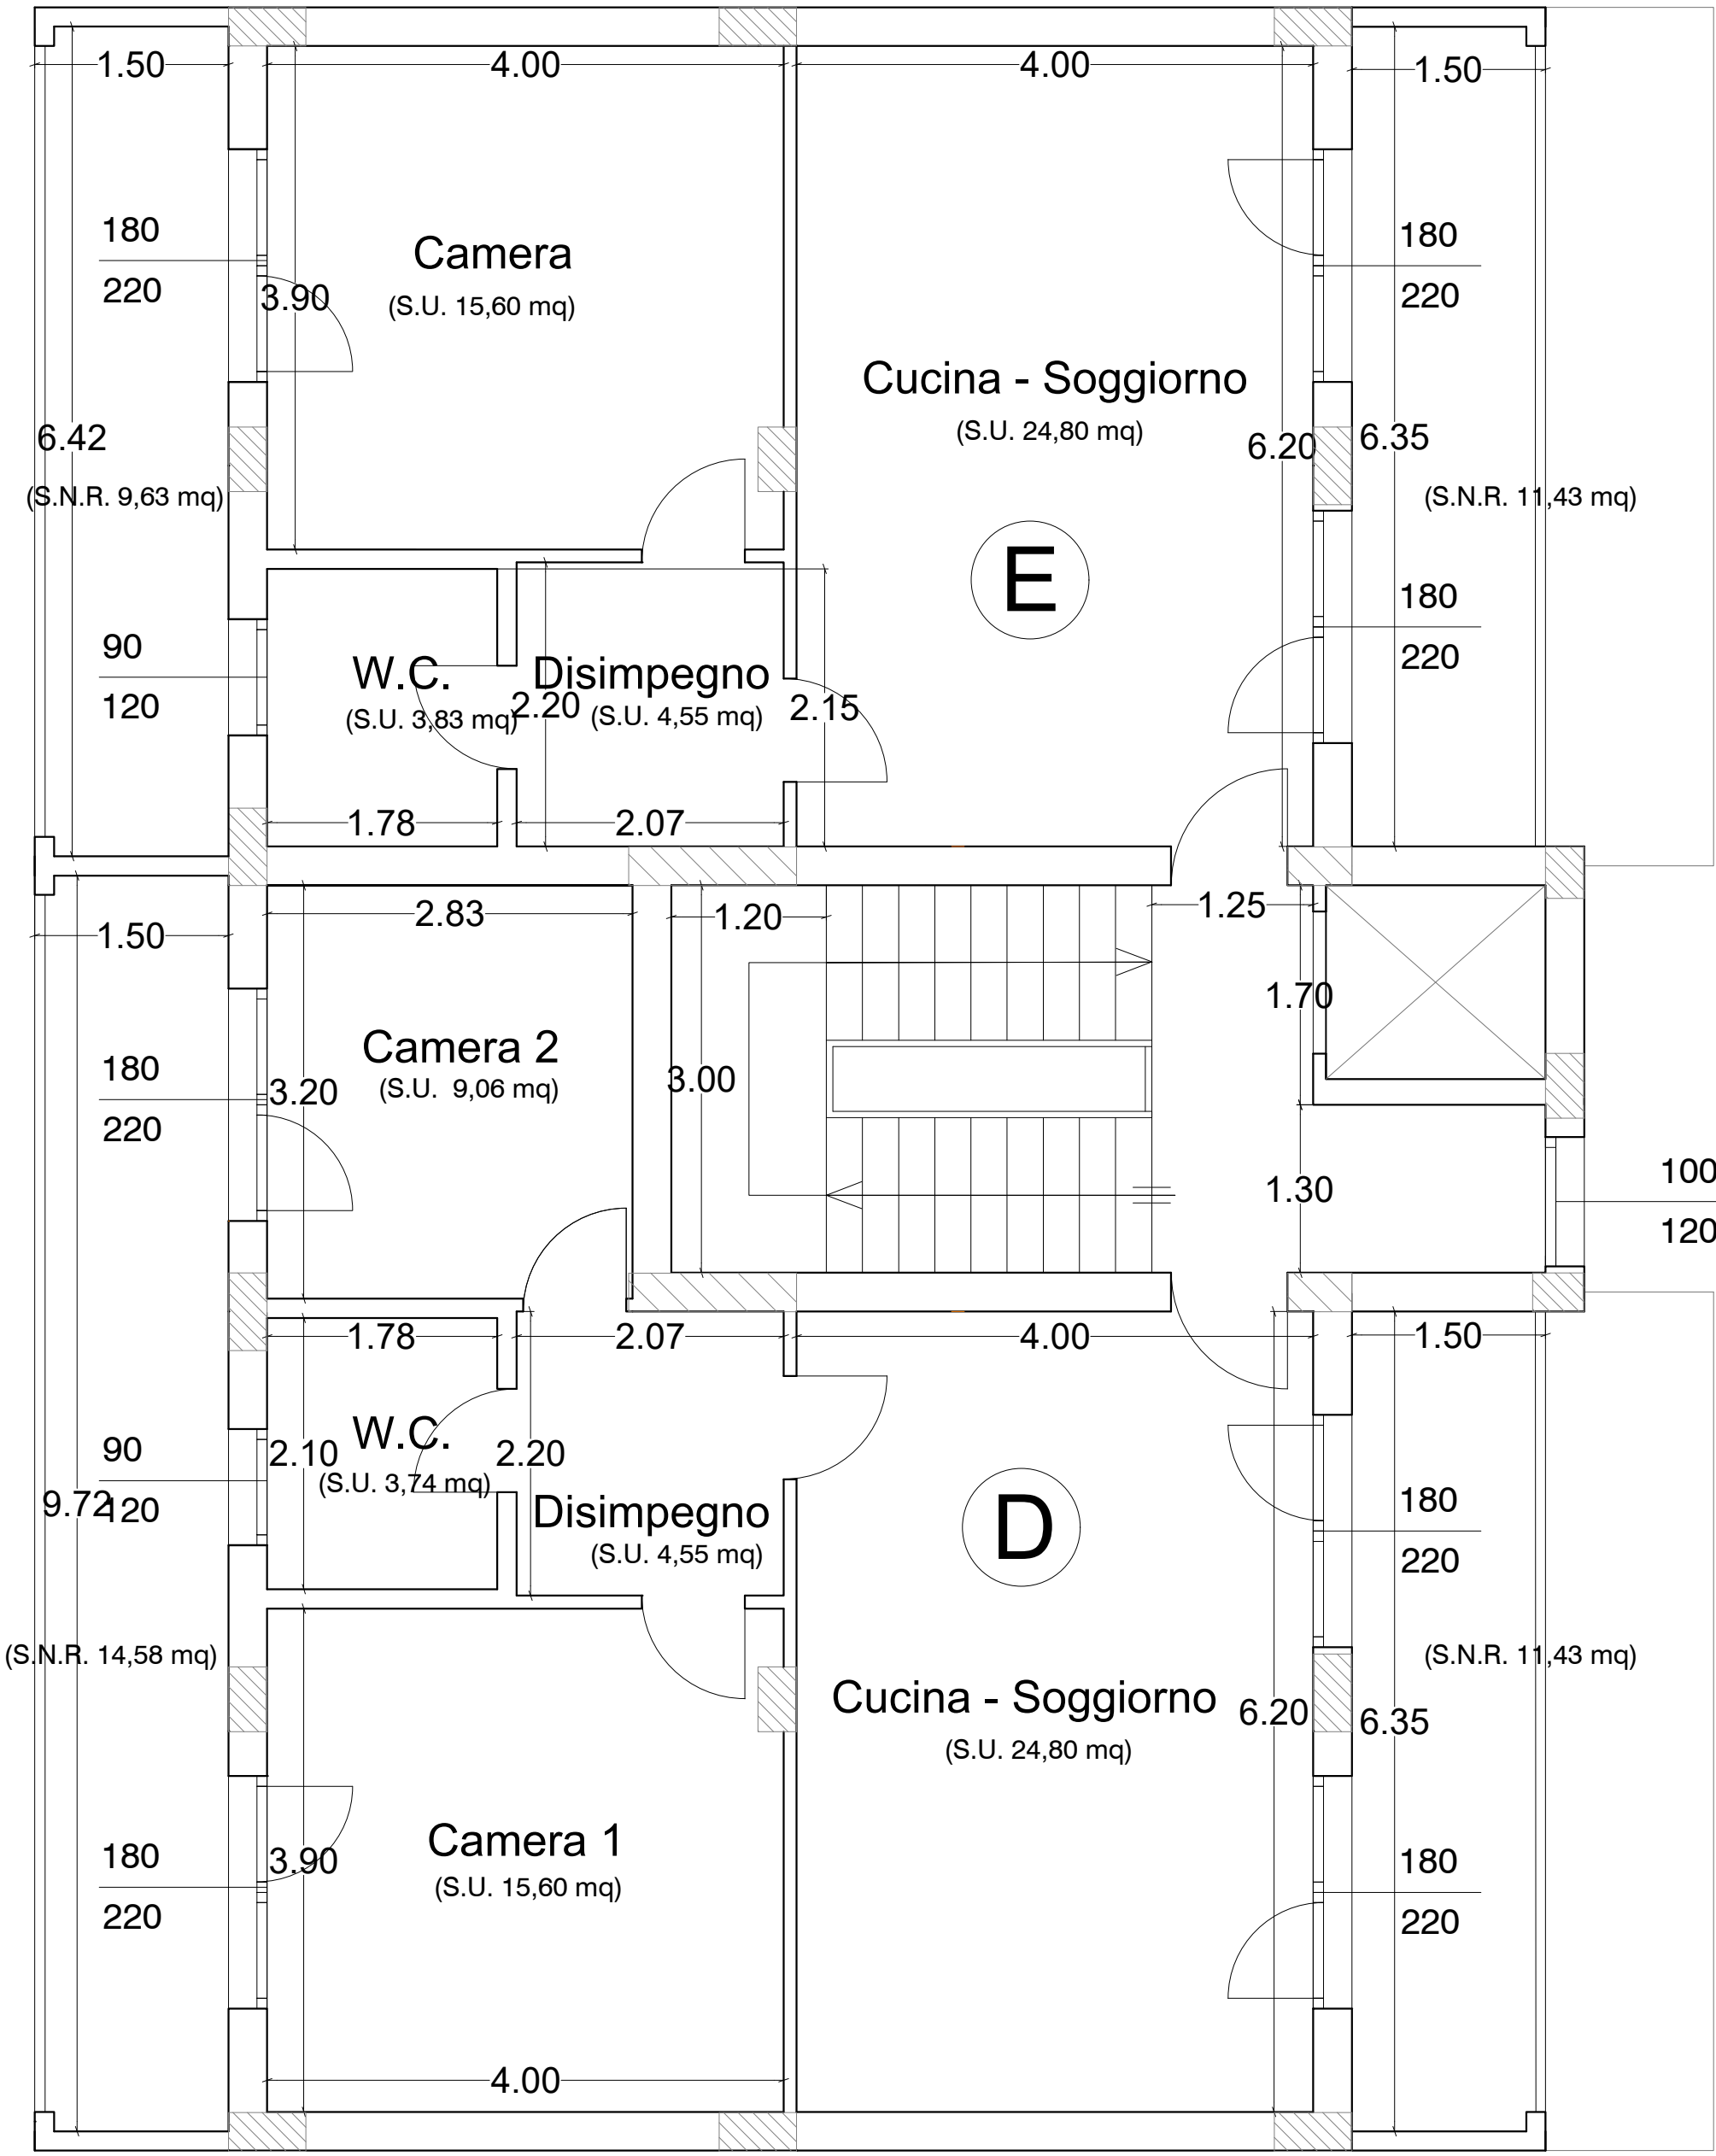 1.50
4.00
4.00
1.50
180
220
3.90
Camera
(S.U. 15,60 mq)
180
220
Cucina - Soggiorno
(S.U. 24,80 mq)
6.42
6.20
6.35
(S.N.R. 9,63 mq)
(S.N.R. 11,43 mq)
E
180
220
90
120
W.C.
(S.U. 3,83 mq)
2.20
Disimpegno
(S.U. 4,55 mq)
2.15
1.78
2.07
1.50
2.83
1.20
1.25
1.70
Camera 2
(S.U. 9,06 mq)
180
220
3.20
3.00
1.30
100
120
1.78
2.07
4.00
1.50
90
120
9.72
2.10
W.C.
(S.U. 3,74 mq)
2.20
Disimpegno
(S.U. 4,55 mq)
D
180
220
(S.N.R. 14,58 mq)
(S.N.R. 11,43 mq)
Cucina - Soggiorno
(S.U. 24,80 mq)
6.20
6.35
180
220
3.90
Camera 1
(S.U. 15,60 mq)
180
220
4.00